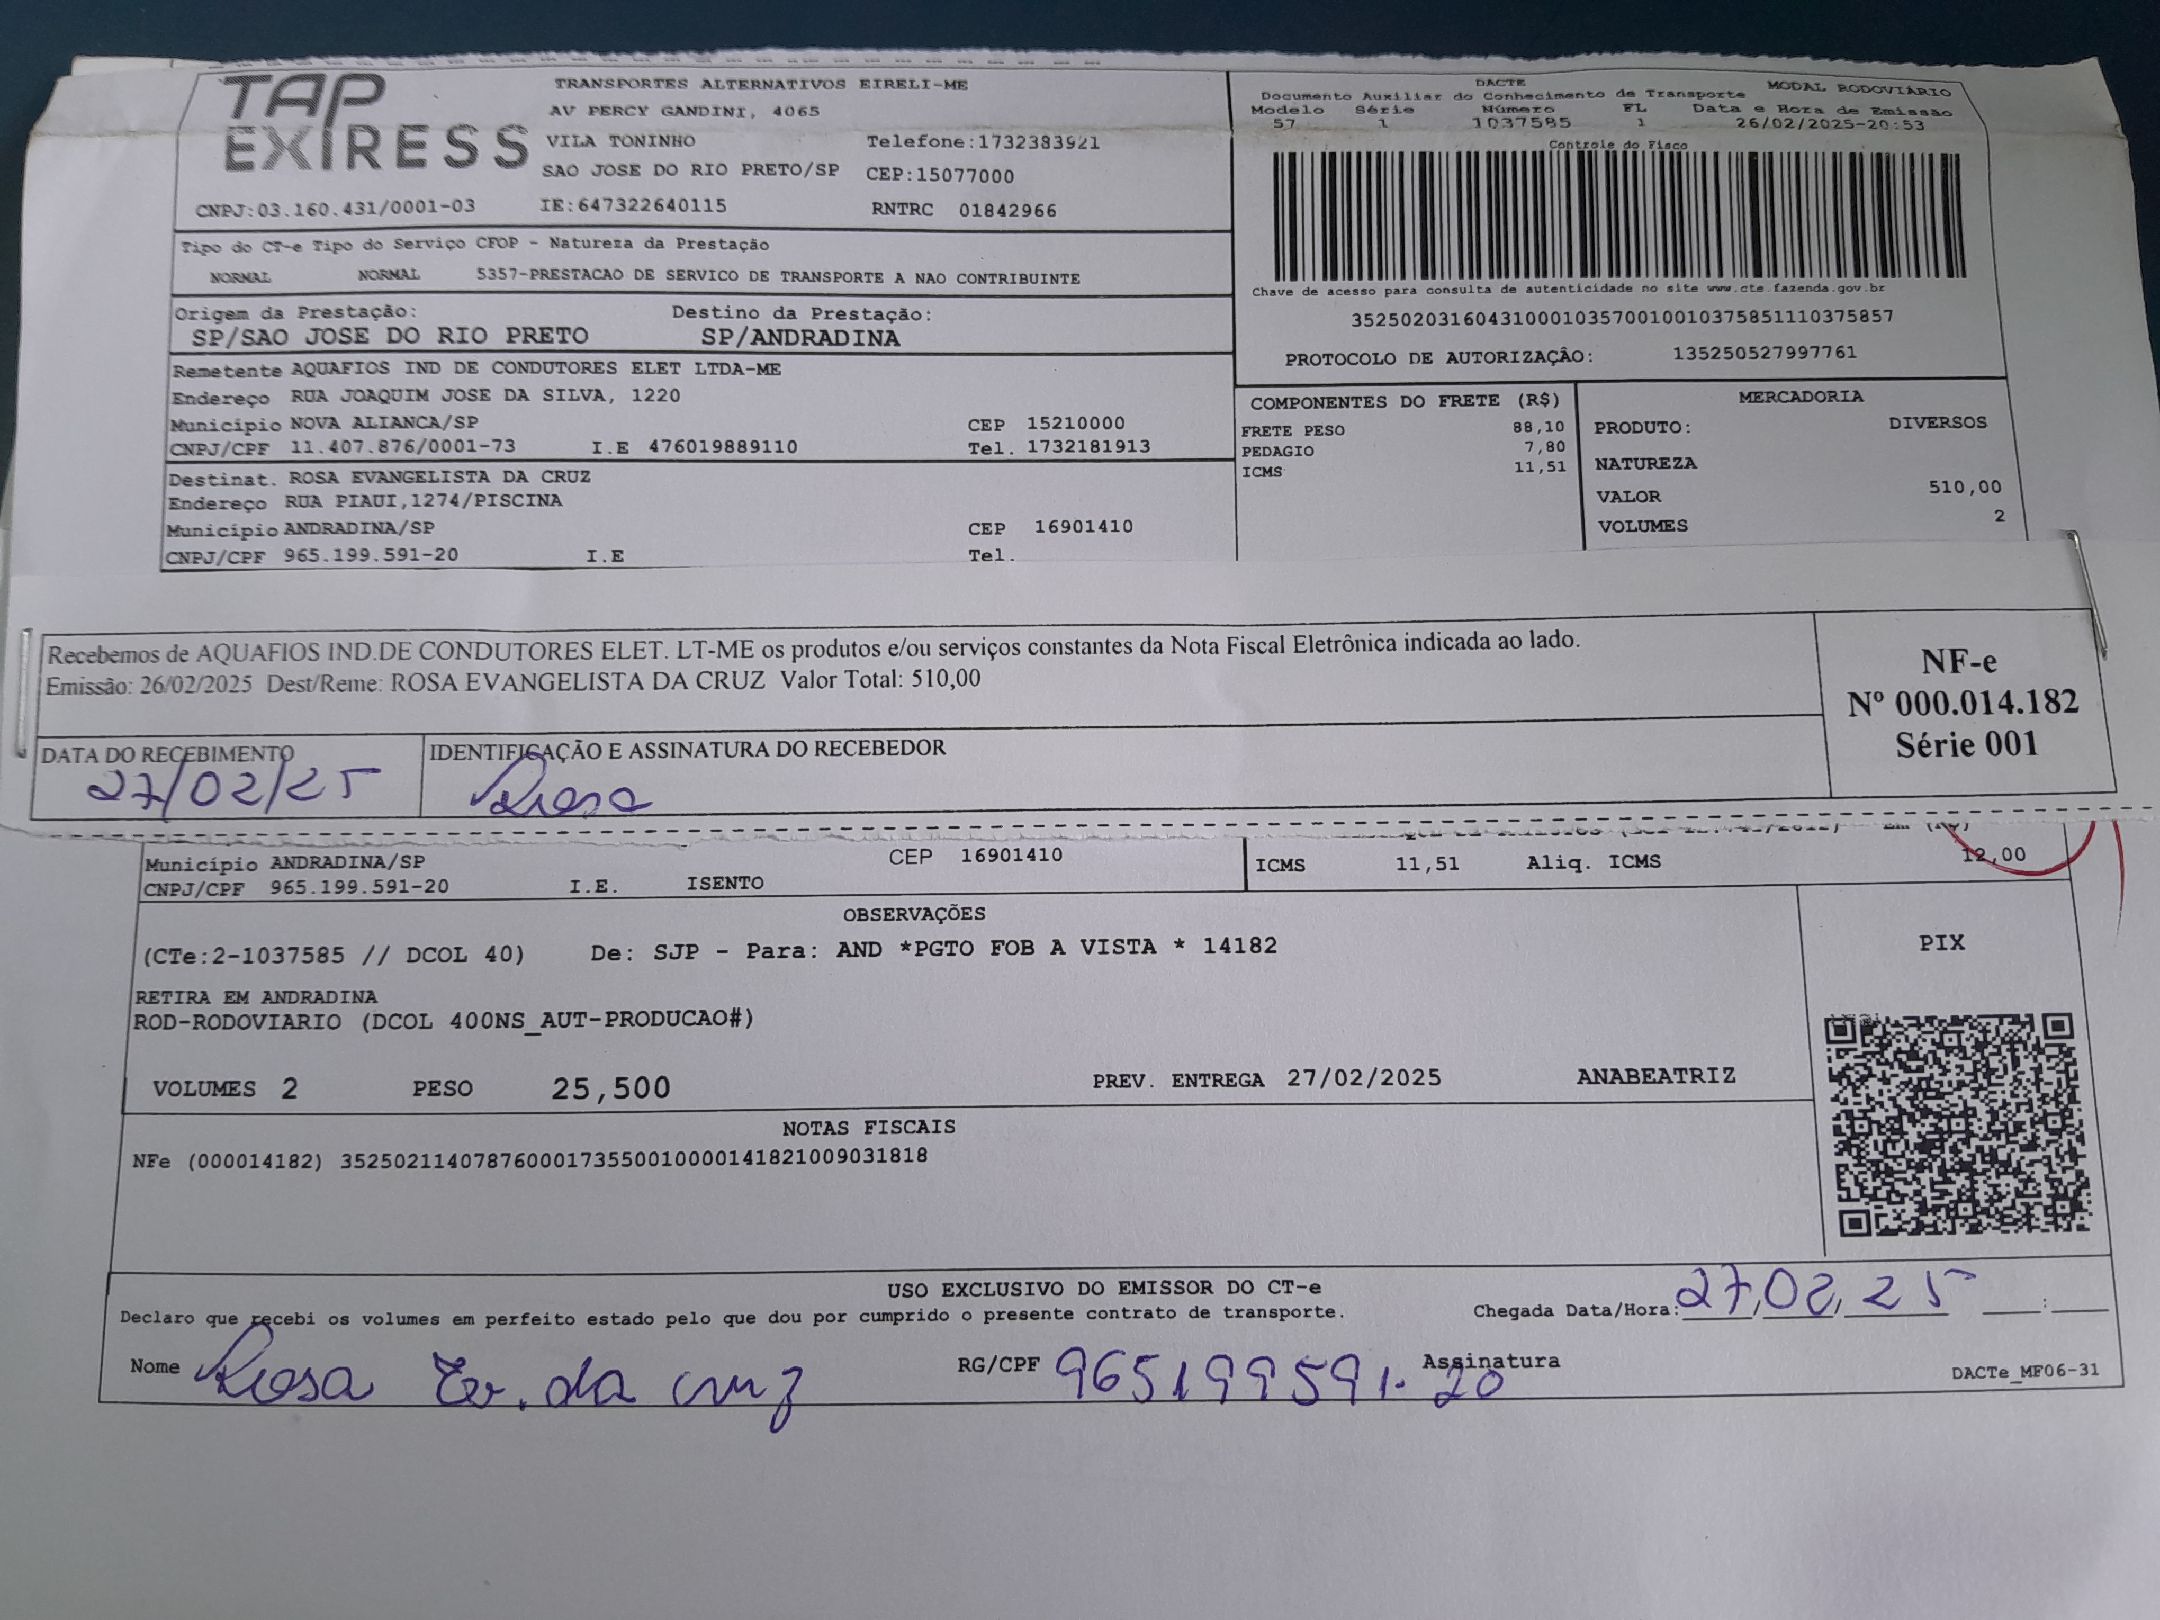 TAP
EXIRESS
TRANSPORTES ALTERNATIVOS EIRELI-ME
AV PERCY GANDINI, 4065
VILA TONINHO Telefone:1732383921
SAO JOSE DO RIO PRETO/SP CEP:15077000
CNPJ:03.160.431/0001-03 IE:647322640115 RNTRC 01842966
DACTE MODAL RODOVIÁRIO
Documento Auxiliar do Conhecimento de Transporte
Modelo Série Número FL Data e Hora de Emissão
57 1 1037585 1 26/02/2025-20:53
Controle do Fisco
Chave de acesso para consulta de autenticidade no site www.cte.fazenda.gov.br
35250203160431000103570010010375851110375857
PROTOCOLO DE AUTORIZAÇÃO: 135250527997761
Tipo do CT-e Tipo do Serviço CFOP - Natureza da Prestação
NORMAL NORMAL 5357-PRESTACAO DE SERVICO DE TRANSPORTE A NAO CONTRIBUINTE
Origem da Prestação: Destino da Prestação:
SP/SAO JOSE DO RIO PRETO SP/ANDRADINA
Remetente AQUAFIOS IND DE CONDUTORES ELET LTDA-ME
Endereço RUA JOAQUIM JOSE DA SILVA, 1220
Município NOVA ALIANCA/SP CEP 15210000
CNPJ/CPF 11.407.876/0001-73 I.E 476019889110 Tel. 1732181913
Destinat. ROSA EVANGELISTA DA CRUZ
Endereço RUA PIAUI,1274/PISCINA
Município ANDRADINA/SP CEP 16901410
CNPJ/CPF 965.199.591-20 I.E Tel.
COMPONENTES DO FRETE (R$)
FRETE PESO 88,10
PEDAGIO 7,80
ICMS 11,51
MERCADORIA
PRODUTO: DIVERSOS
NATUREZA
VALOR 510,00
VOLUMES 2
Recebemos de AQUAFIOS IND.DE CONDUTORES ELET. LT-ME os produtos e/ou serviços constantes da Nota Fiscal Eletrônica indicada ao lado.
Emissão: 26/02/2025 Dest/Reme: ROSA EVANGELISTA DA CRUZ Valor Total: 510,00
NF-e
Nº 000.014.182
Série 001
DATA DO RECEBIMENTO IDENTIFICAÇÃO E ASSINATURA DO RECEBEDOR
27/02/25 Rosa
Município ANDRADINA/SP CEP 16901410
CNPJ/CPF 965.199.591-20 I.E. ISENTO
ICMS 11,51 Aliq. ICMS 12,00
OBSERVAÇÕES
(CTe:2-1037585 // DCOL 40) De: SJP - Para: AND *PGTO FOB A VISTA * 14182
RETIRA EM ANDRADINA
ROD-RODOVIARIO (DCOL 400NS_AUT-PRODUCAO#)
VOLUMES 2 PESO 25,500 PREV. ENTREGA 27/02/2025 ANABEATRIZ
PIX
NOTAS FISCAIS
NFe (000014182) 35250211407876000173550010000141821009031818
USO EXCLUSIVO DO EMISSOR DO CT-e
Declaro que recebi os volumes em perfeito estado pelo que dou por cumprido o presente contrato de transporte. Chegada Data/Hora: 27/02/25 :
Nome Rosa Ev. da cruz RG/CPF 965199591-20 Assinatura
DACTe_MF06-31